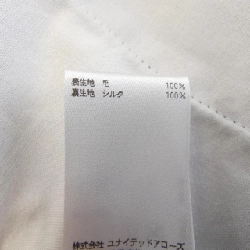 表生地 毛 100%
裏生地 シルク 100%
株式会社 ユナイテッドアローズ